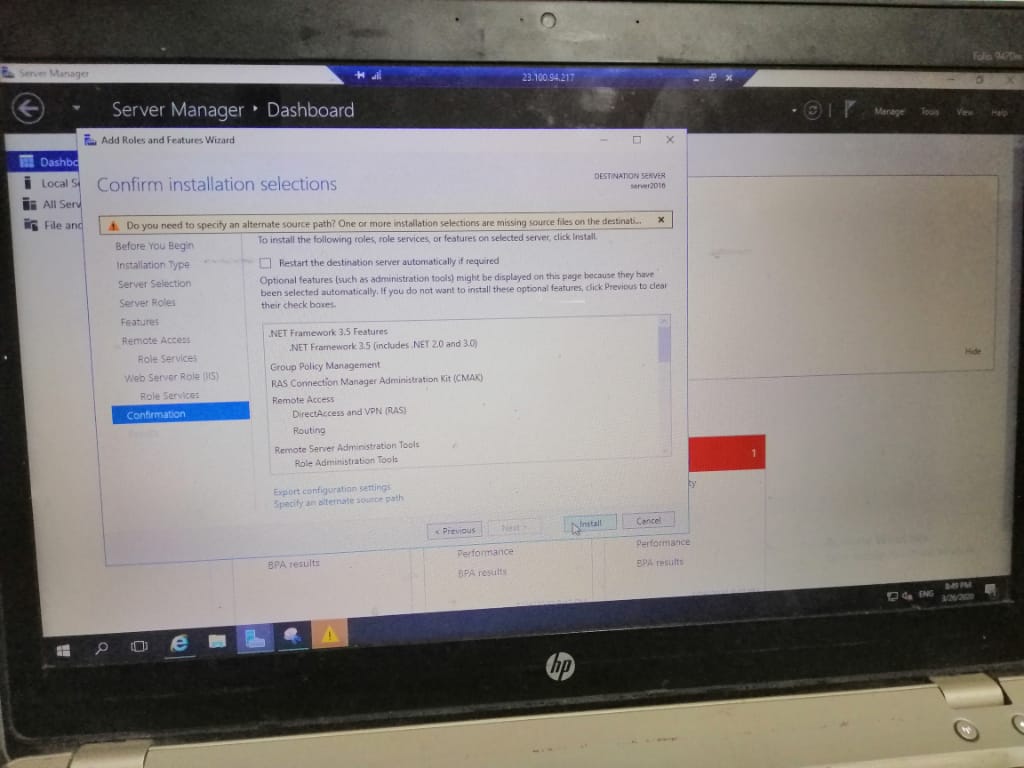 Folio 9470m
Server Manager
23.100.94.217
Server Manager ‣ Dashboard
Manage Tools View Help
Add Roles and Features Wizard
Dashbo
Local S
All Serv
File and
Confirm installation selections
DESTINATION SERVER
server2016
Do you need to specify an alternate source path? One or more installation selections are missing source files on the destinati...
Before You Begin
Installation Type
Server Selection
Server Roles
Features
Remote Access
Role Services
Web Server Role (IIS)
Role Services
Confirmation
Results
To install the following roles, role services, or features on selected server, click Install.
Restart the destination server automatically if required
Optional features (such as administration tools) might be displayed on this page because they have
been selected automatically. If you do not want to install these optional features, click Previous to clear
their check boxes.
.NET Framework 3.5 Features
.NET Framework 3.5 (includes .NET 2.0 and 3.0)
Group Policy Management
RAS Connection Manager Administration Kit (CMAK)
Remote Access
DirectAccess and VPN (RAS)
Routing
Remote Server Administration Tools
Role Administration Tools
Export configuration settings
Specify an alternate source path
< Previous
Next >
Install
Cancel
Hide
1
ty
BPA results
Performance
BPA results
Performance
BPA results
ENG
8:49 PM
3/26/2020
hp